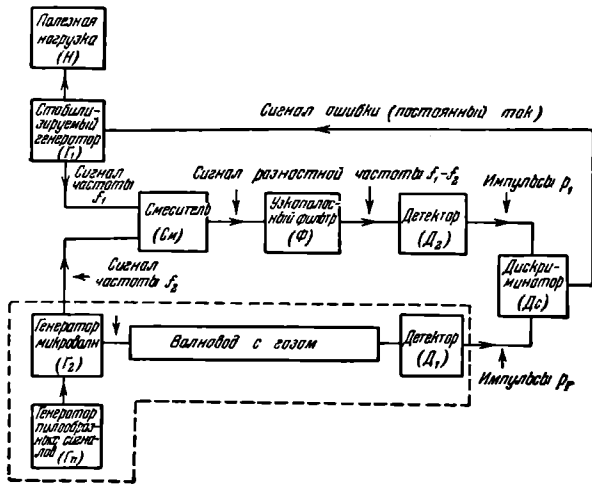 Полезная
нагрузка
(Н)
Стабили-
зируемый
генератор
(Г₁)
Сигнал ошибки (постоянный ток)
Сигнал
частоты
f₁
Сигнал разностной частоты f₁-f₂
Импульсы p₁
Смеситель
(См)
Узкополос-
ный фильтр
(Ф)
Детектор
(Д₂)
Дискри-
минатор
(Дс)
Сигнал
частоты f₂
Генератор
микроволн
(Г₂)
Волновод с газом
Детектор
(Д₁)
Импульсы pг
Генератор
пилообраз-
ных сигна-
лов
(Гп)